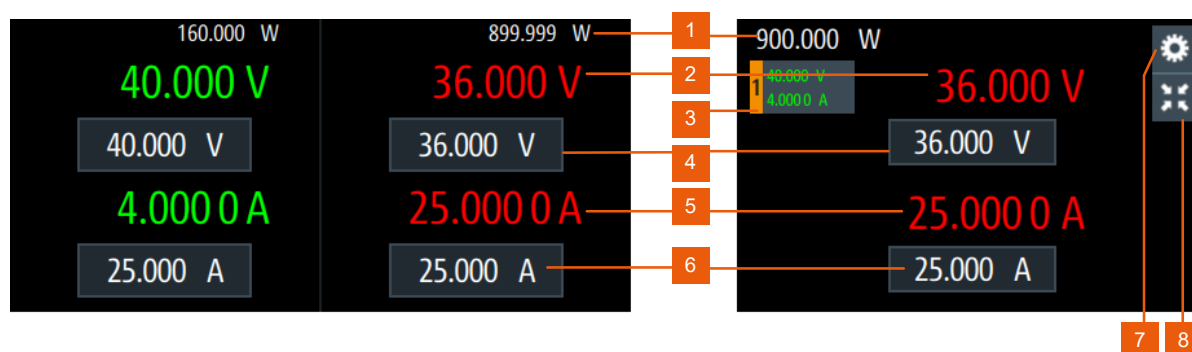 160.000 W
40.000 V
40.000 V
4.000 0 A
25.000 A
899.999 W
36.000 V
36.000 V
25.000 0 A
25.000 A
1
2
3
4
5
6
900.000 W
1
40.000 V
4.000 0 A
36.000 V
36.000 V
25.000 0 A
25.000 A
7
8